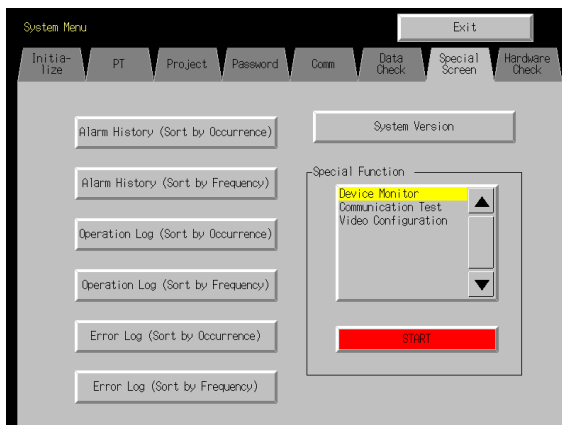 System Menu
Exit
Initia-
lize
PT
Project
Password
Comm
Data
Check
Special
Screen
Hardware
Check
Alarm History (Sort by Occurrence)
Alarm History (Sort by Frequency)
Operation Log (Sort by Occurrence)
Operation Log (Sort by Frequency)
Error Log (Sort by Occurrence)
Error Log (Sort by Frequency)
System Version
Special Function
Device Monitor
Communication Test
Video Configuration
START